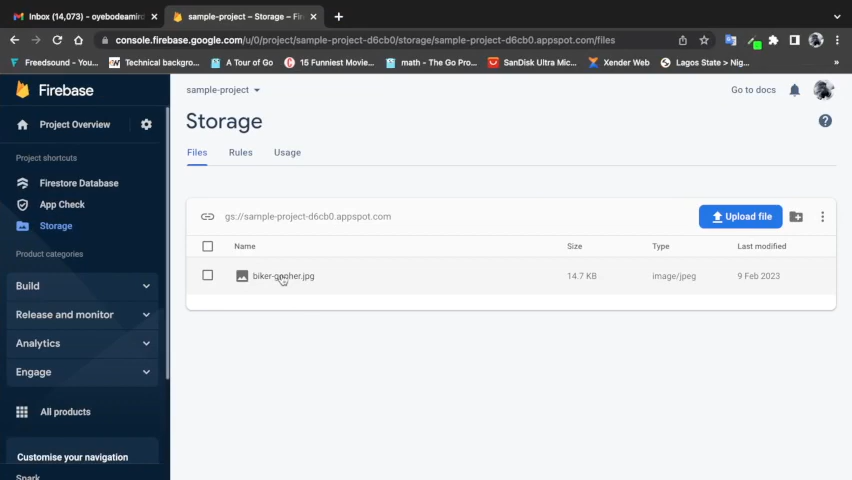 Inbox (14,073) – oyebodeamird
sample-project – Storage – Fire
console.firebase.google.com/u/0/project/sample-project-d6cb0/storage/sample-project-d6cb0.appspot.com/files
Freedsound - You...
Technical backgro...
A Tour of Go
15 Funniest Movie...
math - The Go Pro...
SanDisk Ultra Mic...
Xender Web
Lagos State > Nig...
»
Firebase
sample-project
Go to docs
Project Overview
Storage
Project shortcuts
Files
Rules
Usage
Firestore Database
App Check
Storage
gs://sample-project-d6cb0.appspot.com
Upload file
Product categories
Name
Size
Type
Last modified
biker-gopher.jpg
14.7 KB
image/jpeg
9 Feb 2023
Build
Release and monitor
Analytics
Engage
All products
Customise your navigation
Spark